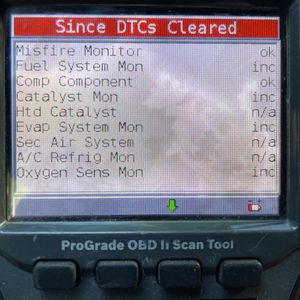 Since DTCs Cleared
Misfire Monitor ok
Fuel System Mon inc
Comp Component ok
Catalyst Mon inc
Htd Catalyst n/a
Evap System Mon inc
Sec Air System n/a
A/C Refrig Mon n/a
Oxygen Sens Mon inc
ProGrade OBD II Scan Tool